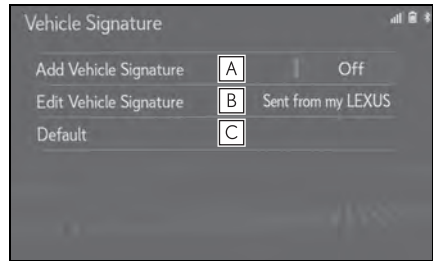 Vehicle Signature
Add Vehicle Signature A Off
Edit Vehicle Signature B Sent from my LEXUS
Default C